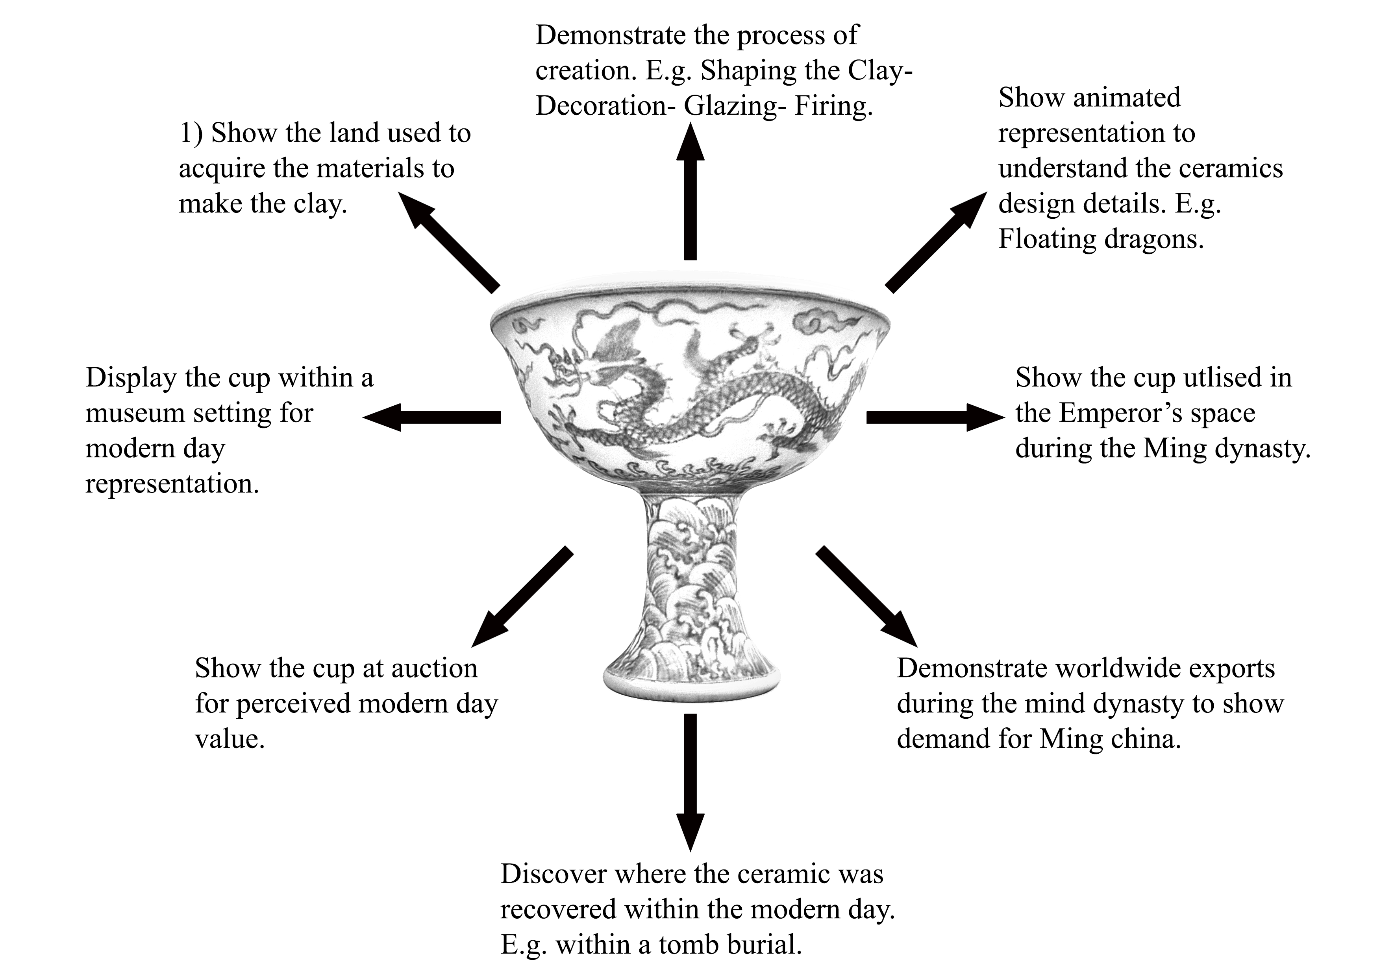 Demonstrate the process of
creation. E.g. Shaping the Clay-
Decoration- Glazing- Firing.
1) Show the land used to
acquire the materials to
make the clay.
Show animated
representation to
understand the ceramics
design details. E.g.
Floating dragons.
Display the cup within a
museum setting for
modern day
representation.
Show the cup utlised in
the Emperor’s space
during the Ming dynasty.
Show the cup at auction
for perceived modern day
value.
Demonstrate worldwide exports
during the mind dynasty to show
demand for Ming china.
Discover where the ceramic was
recovered within the modern day.
E.g. within a tomb burial.